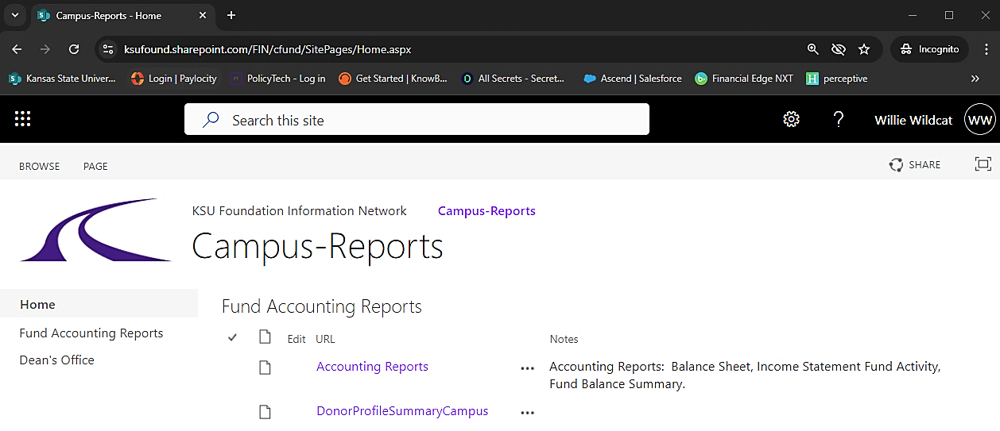 Campus-Reports - Home
ksufound.sharepoint.com/FIN/cfund/SitePages/Home.aspx
Incognito
Kansas State Univer...
Login | Paylocity
PT
PolicyTech - Log in
Get Started | KnowB...
All Secrets - Secret...
Ascend | Salesforce
Financial Edge NXT
perceptive
Search this site
Willie Wildcat
WW
BROWSE
PAGE
SHARE
KSU Foundation Information Network
Campus-Reports
Campus-Reports
Home
Fund Accounting Reports
Dean's Office
Fund Accounting Reports
Edit
URL
Notes
Accounting Reports
...
Accounting Reports: Balance Sheet, Income Statement Fund Activity,
Fund Balance Summary.
DonorProfileSummaryCampus
...